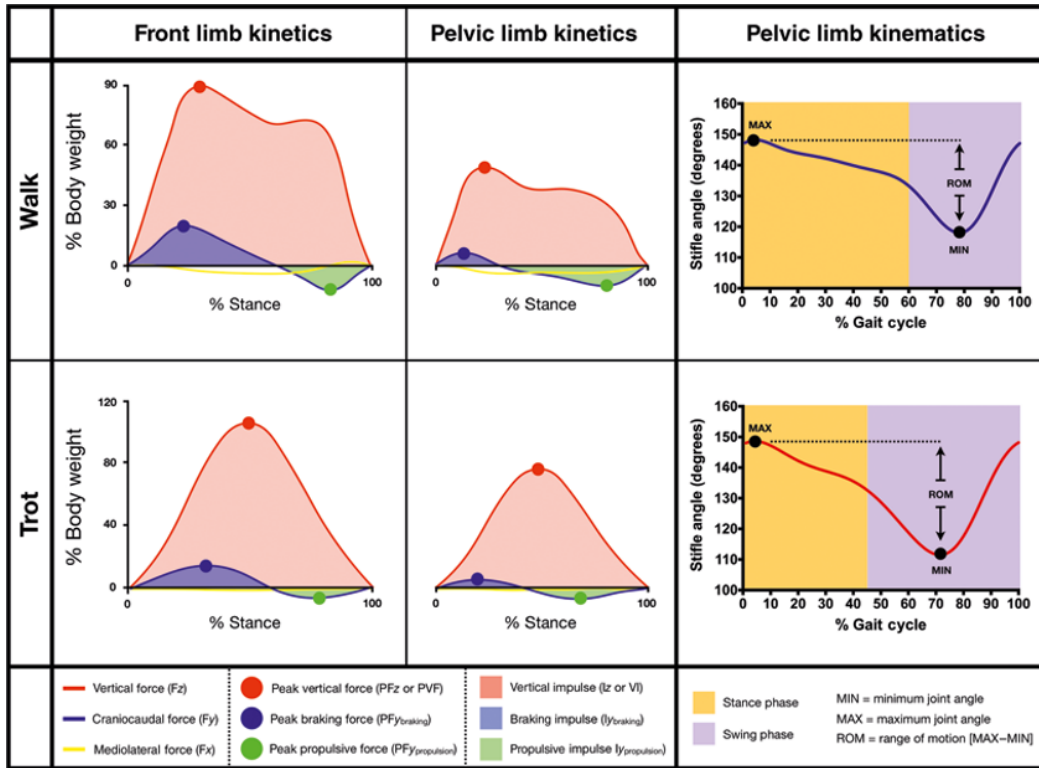 Front limb kinetics
Pelvic limb kinetics
Pelvic limb kinematics
Walk
% Body weight
90
60
30
0
0
100
% Stance
0
100
% Stance
Stifle angle (degrees)
160
150
140
130
120
110
100
MAX
ROM
MIN
0 10 20 30 40 50 60 70 80 90 100
% Gait cycle
Trot
% Body weight
120
80
40
0
0
100
% Stance
0
100
% Stance
Stifle angle (degrees)
160
150
140
130
120
110
100
MAX
ROM
MIN
0 10 20 30 40 50 60 70 80 90 100
% Gait cycle
Vertical force (Fz)
Craniocaudal force (Fy)
Mediolateral force (Fx)
Peak vertical force (PFz or PVF)
Peak braking force (PFybraking)
Peak propulsive force (PFypropulsion)
Vertical impulse (Iz or VI)
Braking impulse (Iybraking)
Propulsive impulse Iypropulsion)
Stance phase
Swing phase
MIN = minimum joint angle
MAX = maximum joint angle
ROM = range of motion [MAX–MIN]